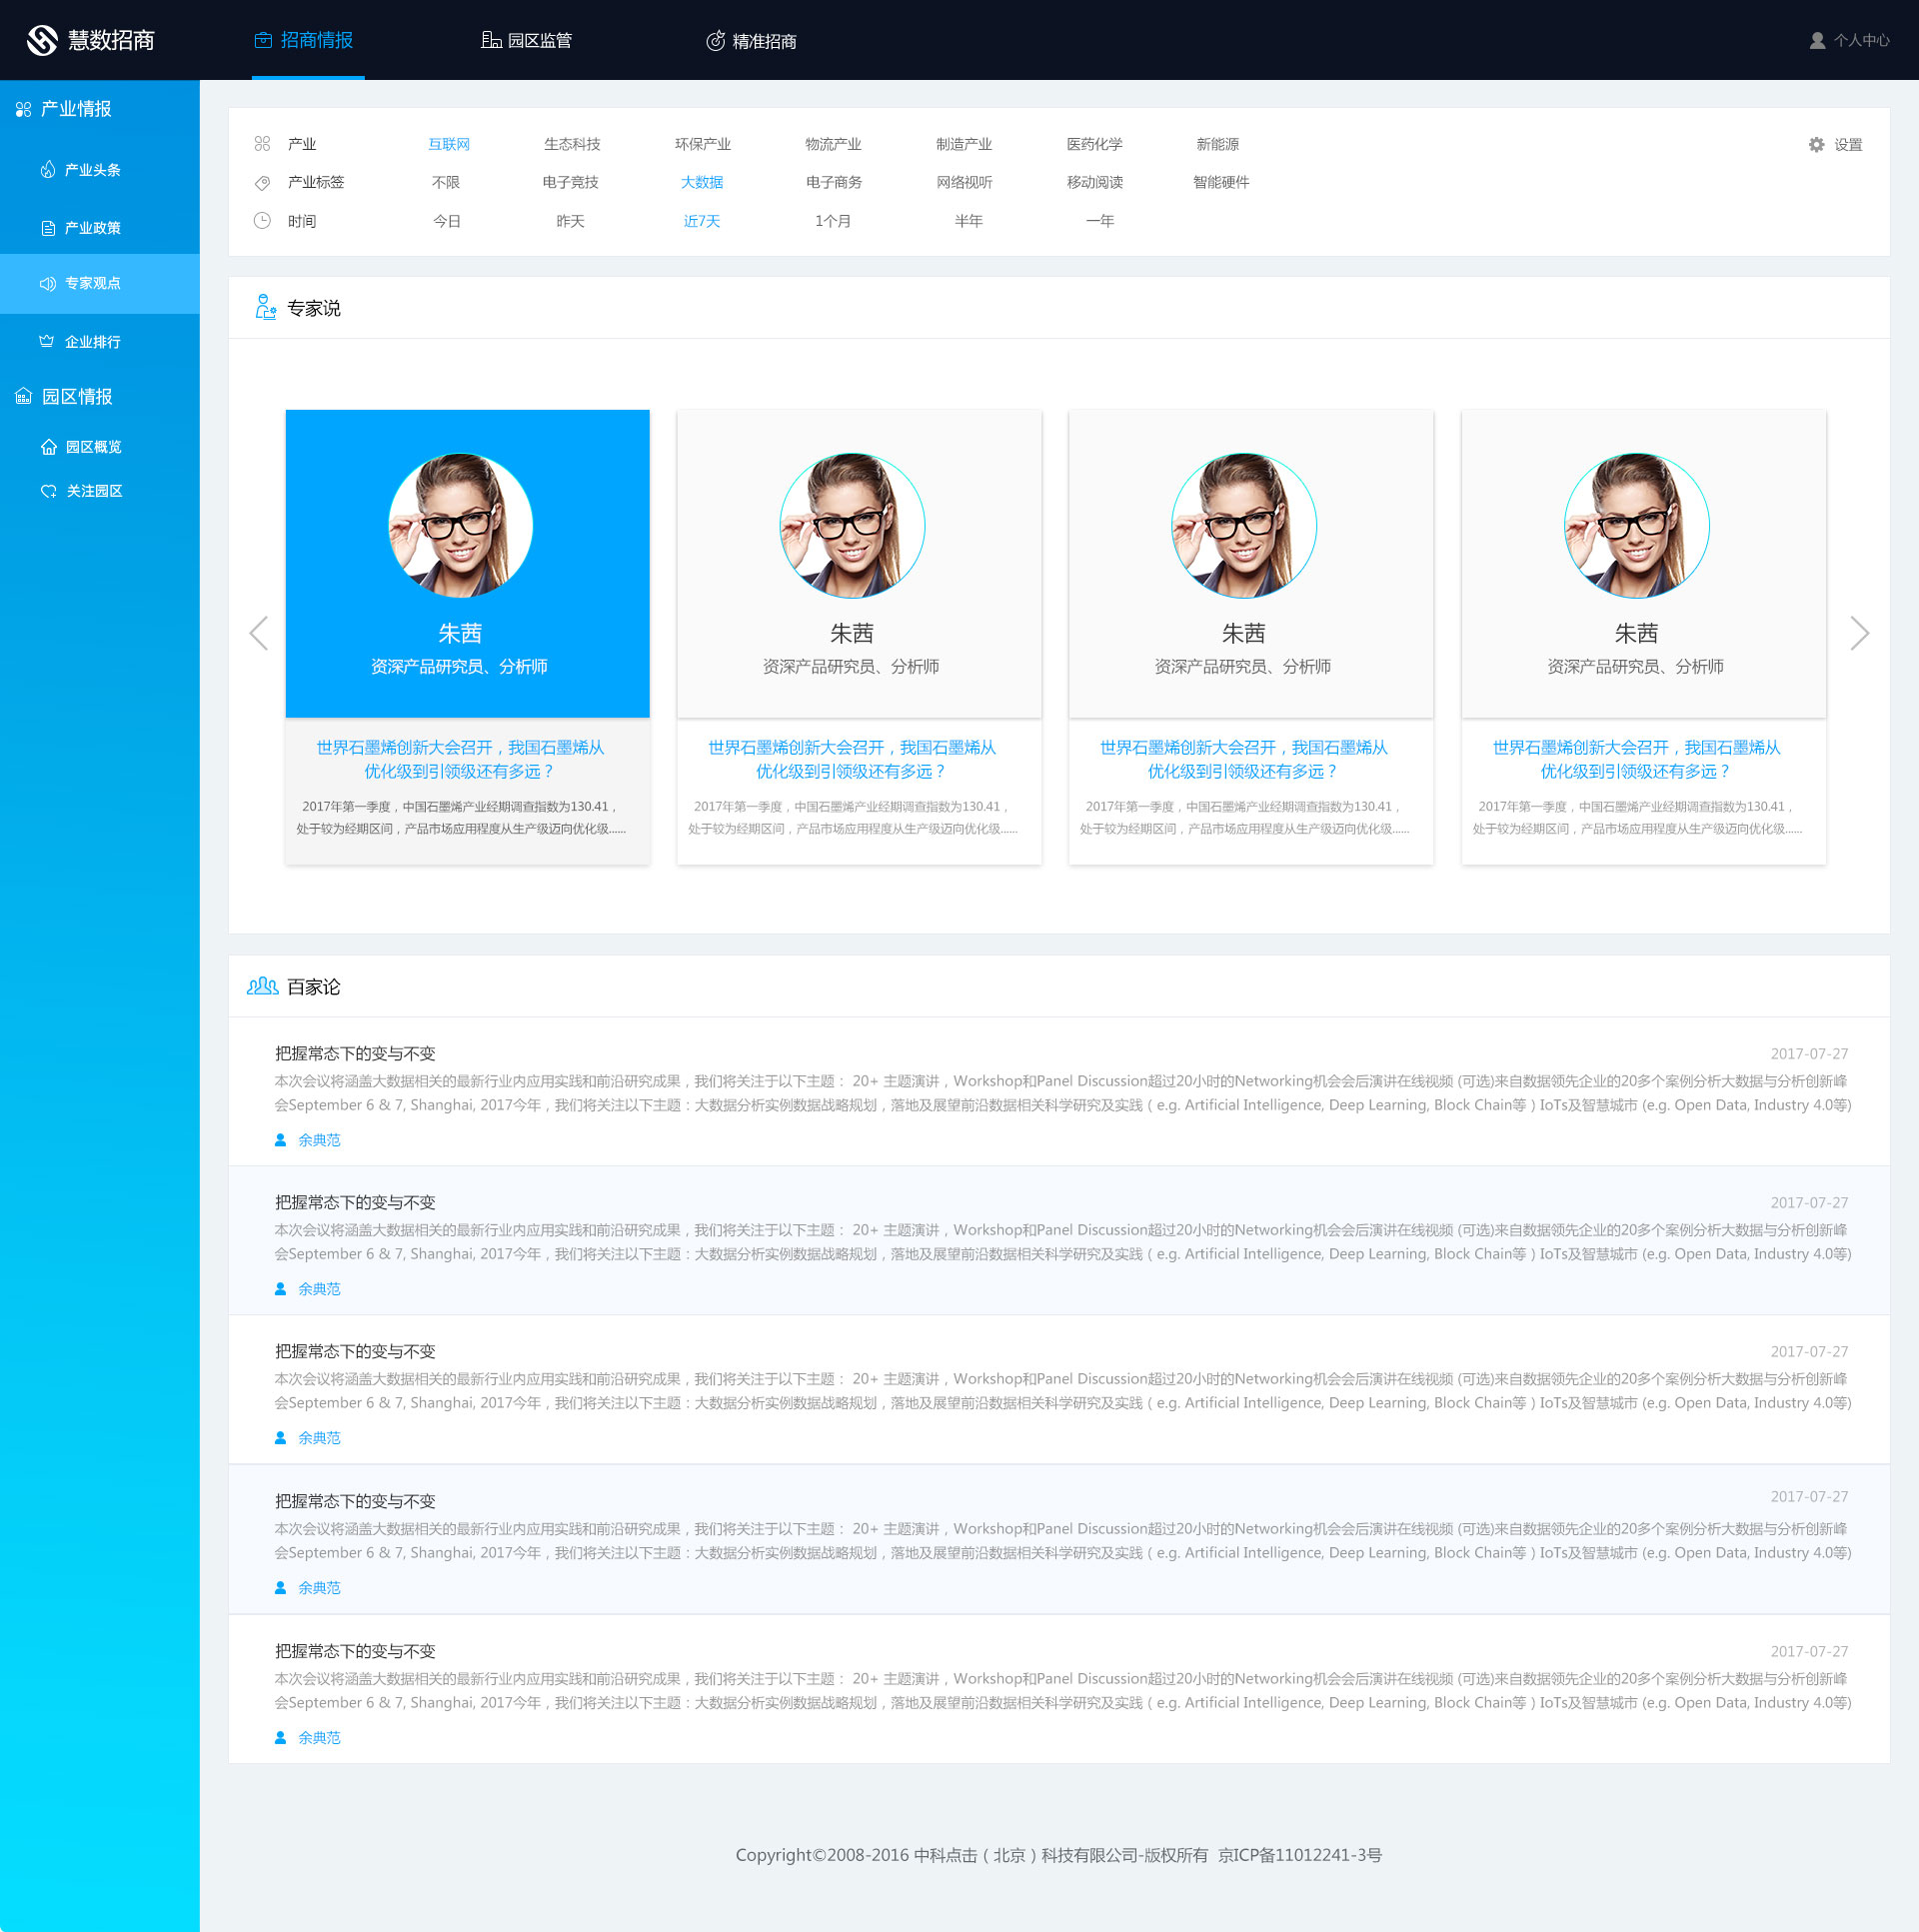 慧数招商
招商情报
园区监管
精准招商
个人中心
产业情报
产业头条
产业政策
专家观点
企业排行
园区情报
园区概览
关注园区
产业 互联网 生态科技 环保产业 物流产业 制造产业 医药化学 新能源 设置
产业标签 不限 电子竞技 大数据 电子商务 网络视听 移动阅读 智能硬件
时间 今日 昨天 近7天 1个月 半年 一年
专家说
朱茜
资深产品研究员、分析师
世界石墨烯创新大会召开，我国石墨烯从
优化级到引领级还有多远？
2017年第一季度，中国石墨烯产业经期调查指数为130.41，
处于较为经期区间，产品市场应用程度从生产级迈向优化级......
朱茜
资深产品研究员、分析师
世界石墨烯创新大会召开，我国石墨烯从
优化级到引领级还有多远？
2017年第一季度，中国石墨烯产业经期调查指数为130.41，
处于较为经期区间，产品市场应用程度从生产级迈向优化级......
朱茜
资深产品研究员、分析师
世界石墨烯创新大会召开，我国石墨烯从
优化级到引领级还有多远？
2017年第一季度，中国石墨烯产业经期调查指数为130.41，
处于较为经期区间，产品市场应用程度从生产级迈向优化级......
朱茜
资深产品研究员、分析师
世界石墨烯创新大会召开，我国石墨烯从
优化级到引领级还有多远？
2017年第一季度，中国石墨烯产业经期调查指数为130.41，
处于较为经期区间，产品市场应用程度从生产级迈向优化级......
百家论
把握常态下的变与不变 2017-07-27
本次会议将涵盖大数据相关的最新行业内应用实践和前沿研究成果，我们将关注于以下主题： 20+ 主题演讲，Workshop和Panel Discussion超过20小时的Networking机会会后演讲在线视频 (可选)来自数据领先企业的20多个案例分析大数据与分析创新峰
会September 6 & 7, Shanghai, 2017今年，我们将关注以下主题：大数据分析实例数据战略规划，落地及展望前沿数据相关科学研究及实践（e.g. Artificial Intelligence, Deep Learning, Block Chain等）IoTs及智慧城市 (e.g. Open Data, Industry 4.0等)
余典范
把握常态下的变与不变 2017-07-27
本次会议将涵盖大数据相关的最新行业内应用实践和前沿研究成果，我们将关注于以下主题： 20+ 主题演讲，Workshop和Panel Discussion超过20小时的Networking机会会后演讲在线视频 (可选)来自数据领先企业的20多个案例分析大数据与分析创新峰
会September 6 & 7, Shanghai, 2017今年，我们将关注以下主题：大数据分析实例数据战略规划，落地及展望前沿数据相关科学研究及实践（e.g. Artificial Intelligence, Deep Learning, Block Chain等）IoTs及智慧城市 (e.g. Open Data, Industry 4.0等)
余典范
把握常态下的变与不变 2017-07-27
本次会议将涵盖大数据相关的最新行业内应用实践和前沿研究成果，我们将关注于以下主题： 20+ 主题演讲，Workshop和Panel Discussion超过20小时的Networking机会会后演讲在线视频 (可选)来自数据领先企业的20多个案例分析大数据与分析创新峰
会September 6 & 7, Shanghai, 2017今年，我们将关注以下主题：大数据分析实例数据战略规划，落地及展望前沿数据相关科学研究及实践（e.g. Artificial Intelligence, Deep Learning, Block Chain等）IoTs及智慧城市 (e.g. Open Data, Industry 4.0等)
余典范
把握常态下的变与不变 2017-07-27
本次会议将涵盖大数据相关的最新行业内应用实践和前沿研究成果，我们将关注于以下主题： 20+ 主题演讲，Workshop和Panel Discussion超过20小时的Networking机会会后演讲在线视频 (可选)来自数据领先企业的20多个案例分析大数据与分析创新峰
会September 6 & 7, Shanghai, 2017今年，我们将关注以下主题：大数据分析实例数据战略规划，落地及展望前沿数据相关科学研究及实践（e.g. Artificial Intelligence, Deep Learning, Block Chain等）IoTs及智慧城市 (e.g. Open Data, Industry 4.0等)
余典范
把握常态下的变与不变 2017-07-27
本次会议将涵盖大数据相关的最新行业内应用实践和前沿研究成果，我们将关注于以下主题： 20+ 主题演讲，Workshop和Panel Discussion超过20小时的Networking机会会后演讲在线视频 (可选)来自数据领先企业的20多个案例分析大数据与分析创新峰
会September 6 & 7, Shanghai, 2017今年，我们将关注以下主题：大数据分析实例数据战略规划，落地及展望前沿数据相关科学研究及实践（e.g. Artificial Intelligence, Deep Learning, Block Chain等）IoTs及智慧城市 (e.g. Open Data, Industry 4.0等)
余典范
Copyright©2008-2016 中科点击（北京）科技有限公司-版权所有 京ICP备11012241-3号